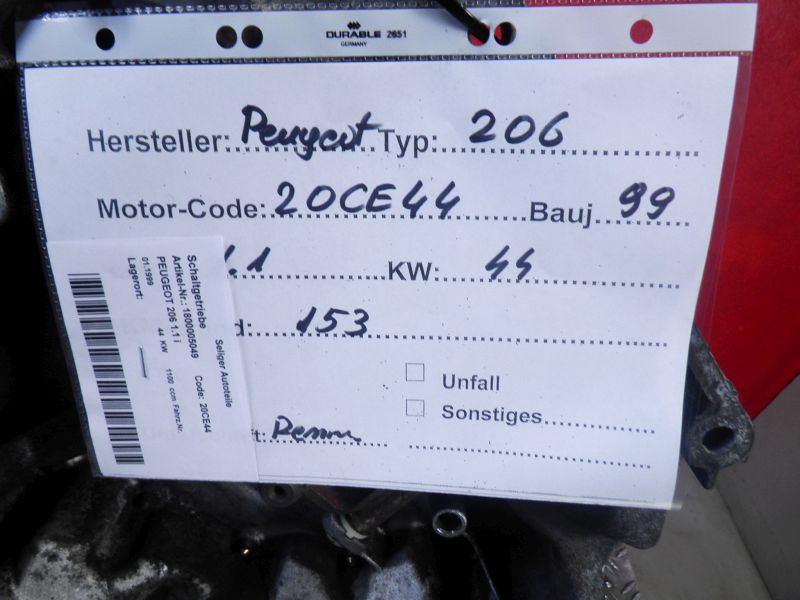 DURABLE 2651
GERMANY
Hersteller: Peugeot Typ: 206
Motor-Code: 20CE44 Bauj 99
1.1 KW: 44
d: 153
Unfall
Sonstiges
t:
Seliger Autoteile
Schaltgetriebe Code: 20CE44
Artikel-Nr.: 1800005049
PEUGEOT 206 1.1 i
44 KW 1100 ccm Fahrz.Nr.
01.1999
Lagerort: